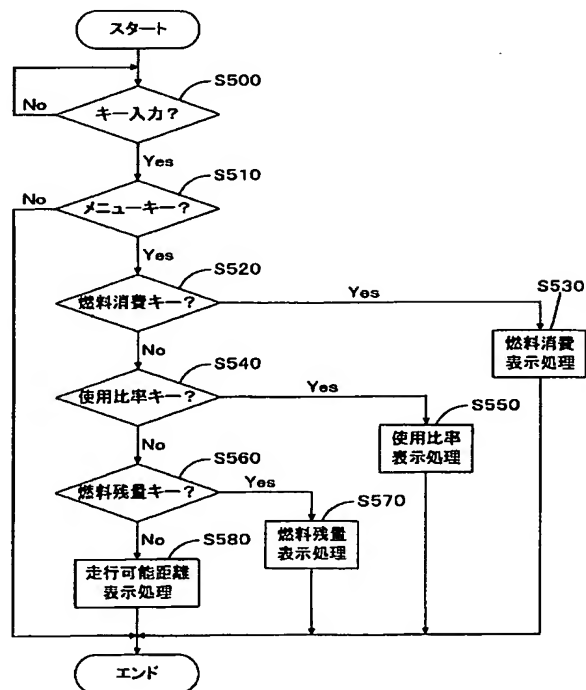 スタート
S500
キー入力？
No
Yes
S510
メニューキー？
No
Yes
S520
燃料消費キー？
Yes
S530
燃料消費
表示処理
No
S540
使用比率キー？
Yes
S550
使用比率
表示処理
No
S560
燃料残量キー？
Yes
S570
燃料残量
表示処理
No
S580
走行可能距離
表示処理
エンド